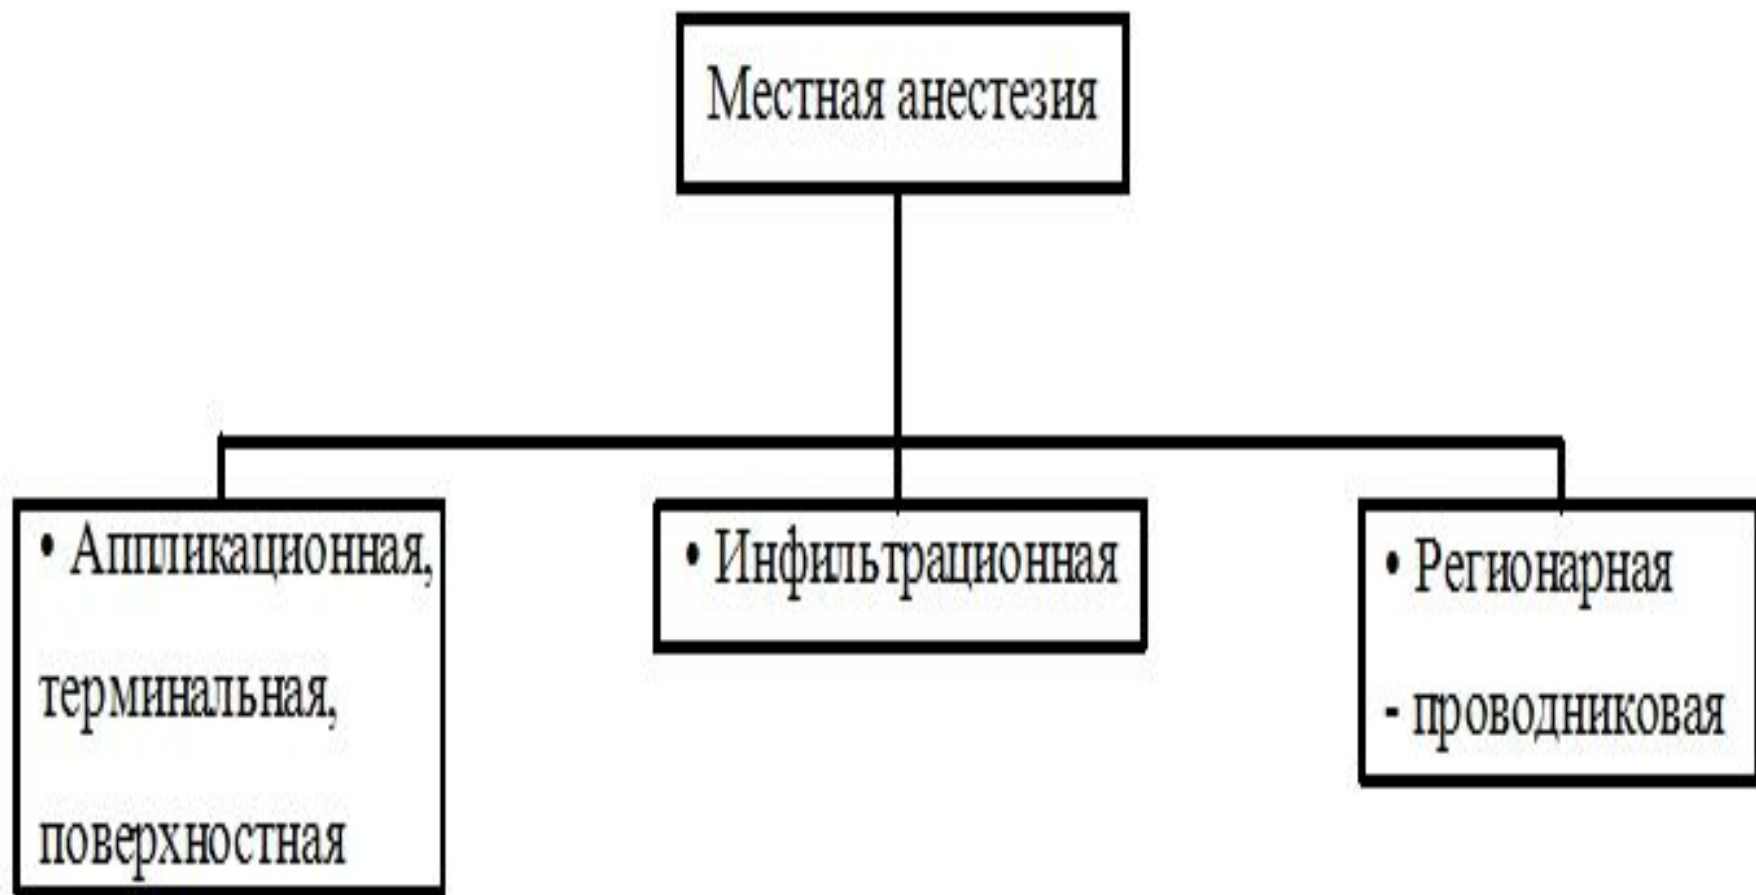 Местная анестезия
• Аппликационная,
терминальная,
поверхностная
• Инфильтрационная
• Регионарная
- проводниковая